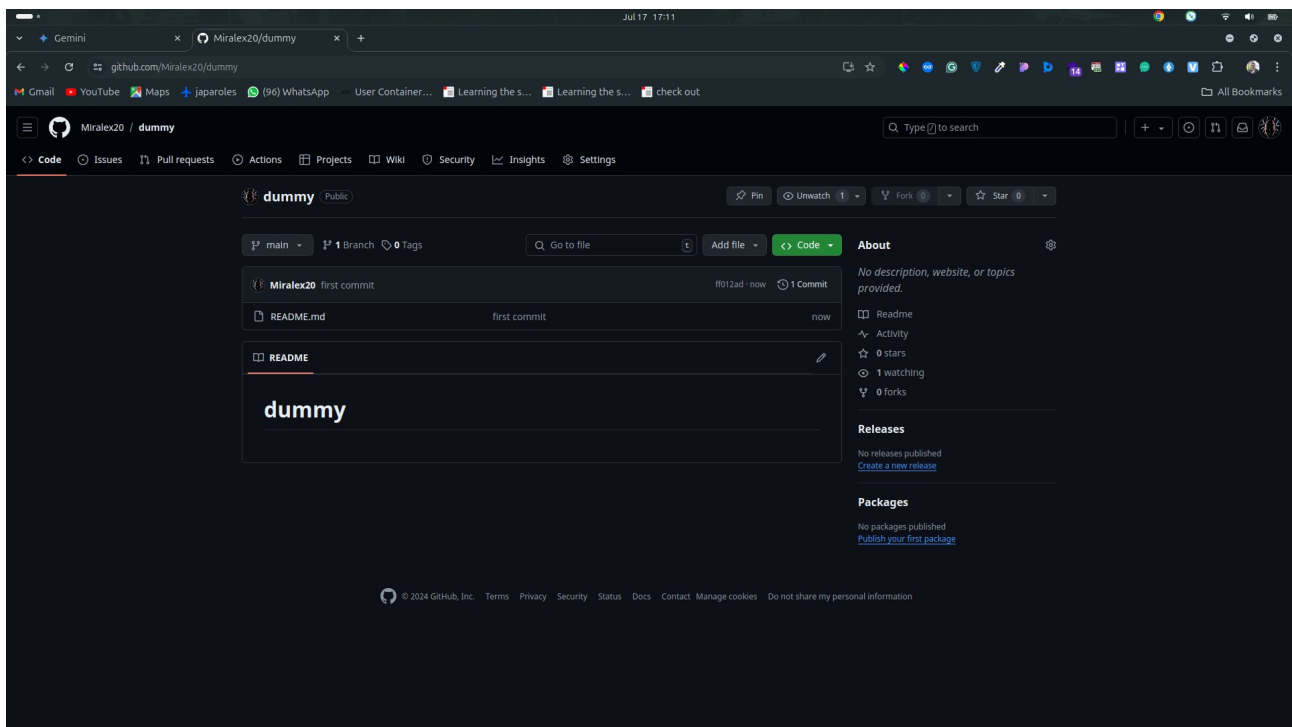 Jul 17 17:11
Gemini
Miralex20/dummy
github.com/Miralex20/dummy
14
Gmail YouTube Maps japaroles (96) WhatsApp User Container... Learning the s... Learning the s... check out All Bookmarks
Miralex20 / dummy
Type / to search
Code Issues Pull requests Actions Projects Wiki Security Insights Settings
dummy Public
Pin Unwatch 1 Fork 0 Star 0
main 1 Branch 0 Tags Go to file t Add file Code
Miralex20 first commit ff012ad · now 1 Commit
README.md first commit now
README
dummy
About
No description, website, or topics
provided.
Readme
Activity
0 stars
1 watching
0 forks
Releases
No releases published
Create a new release
Packages
No packages published
Publish your first package
© 2024 GitHub, Inc. Terms Privacy Security Status Docs Contact Manage cookies Do not share my personal information